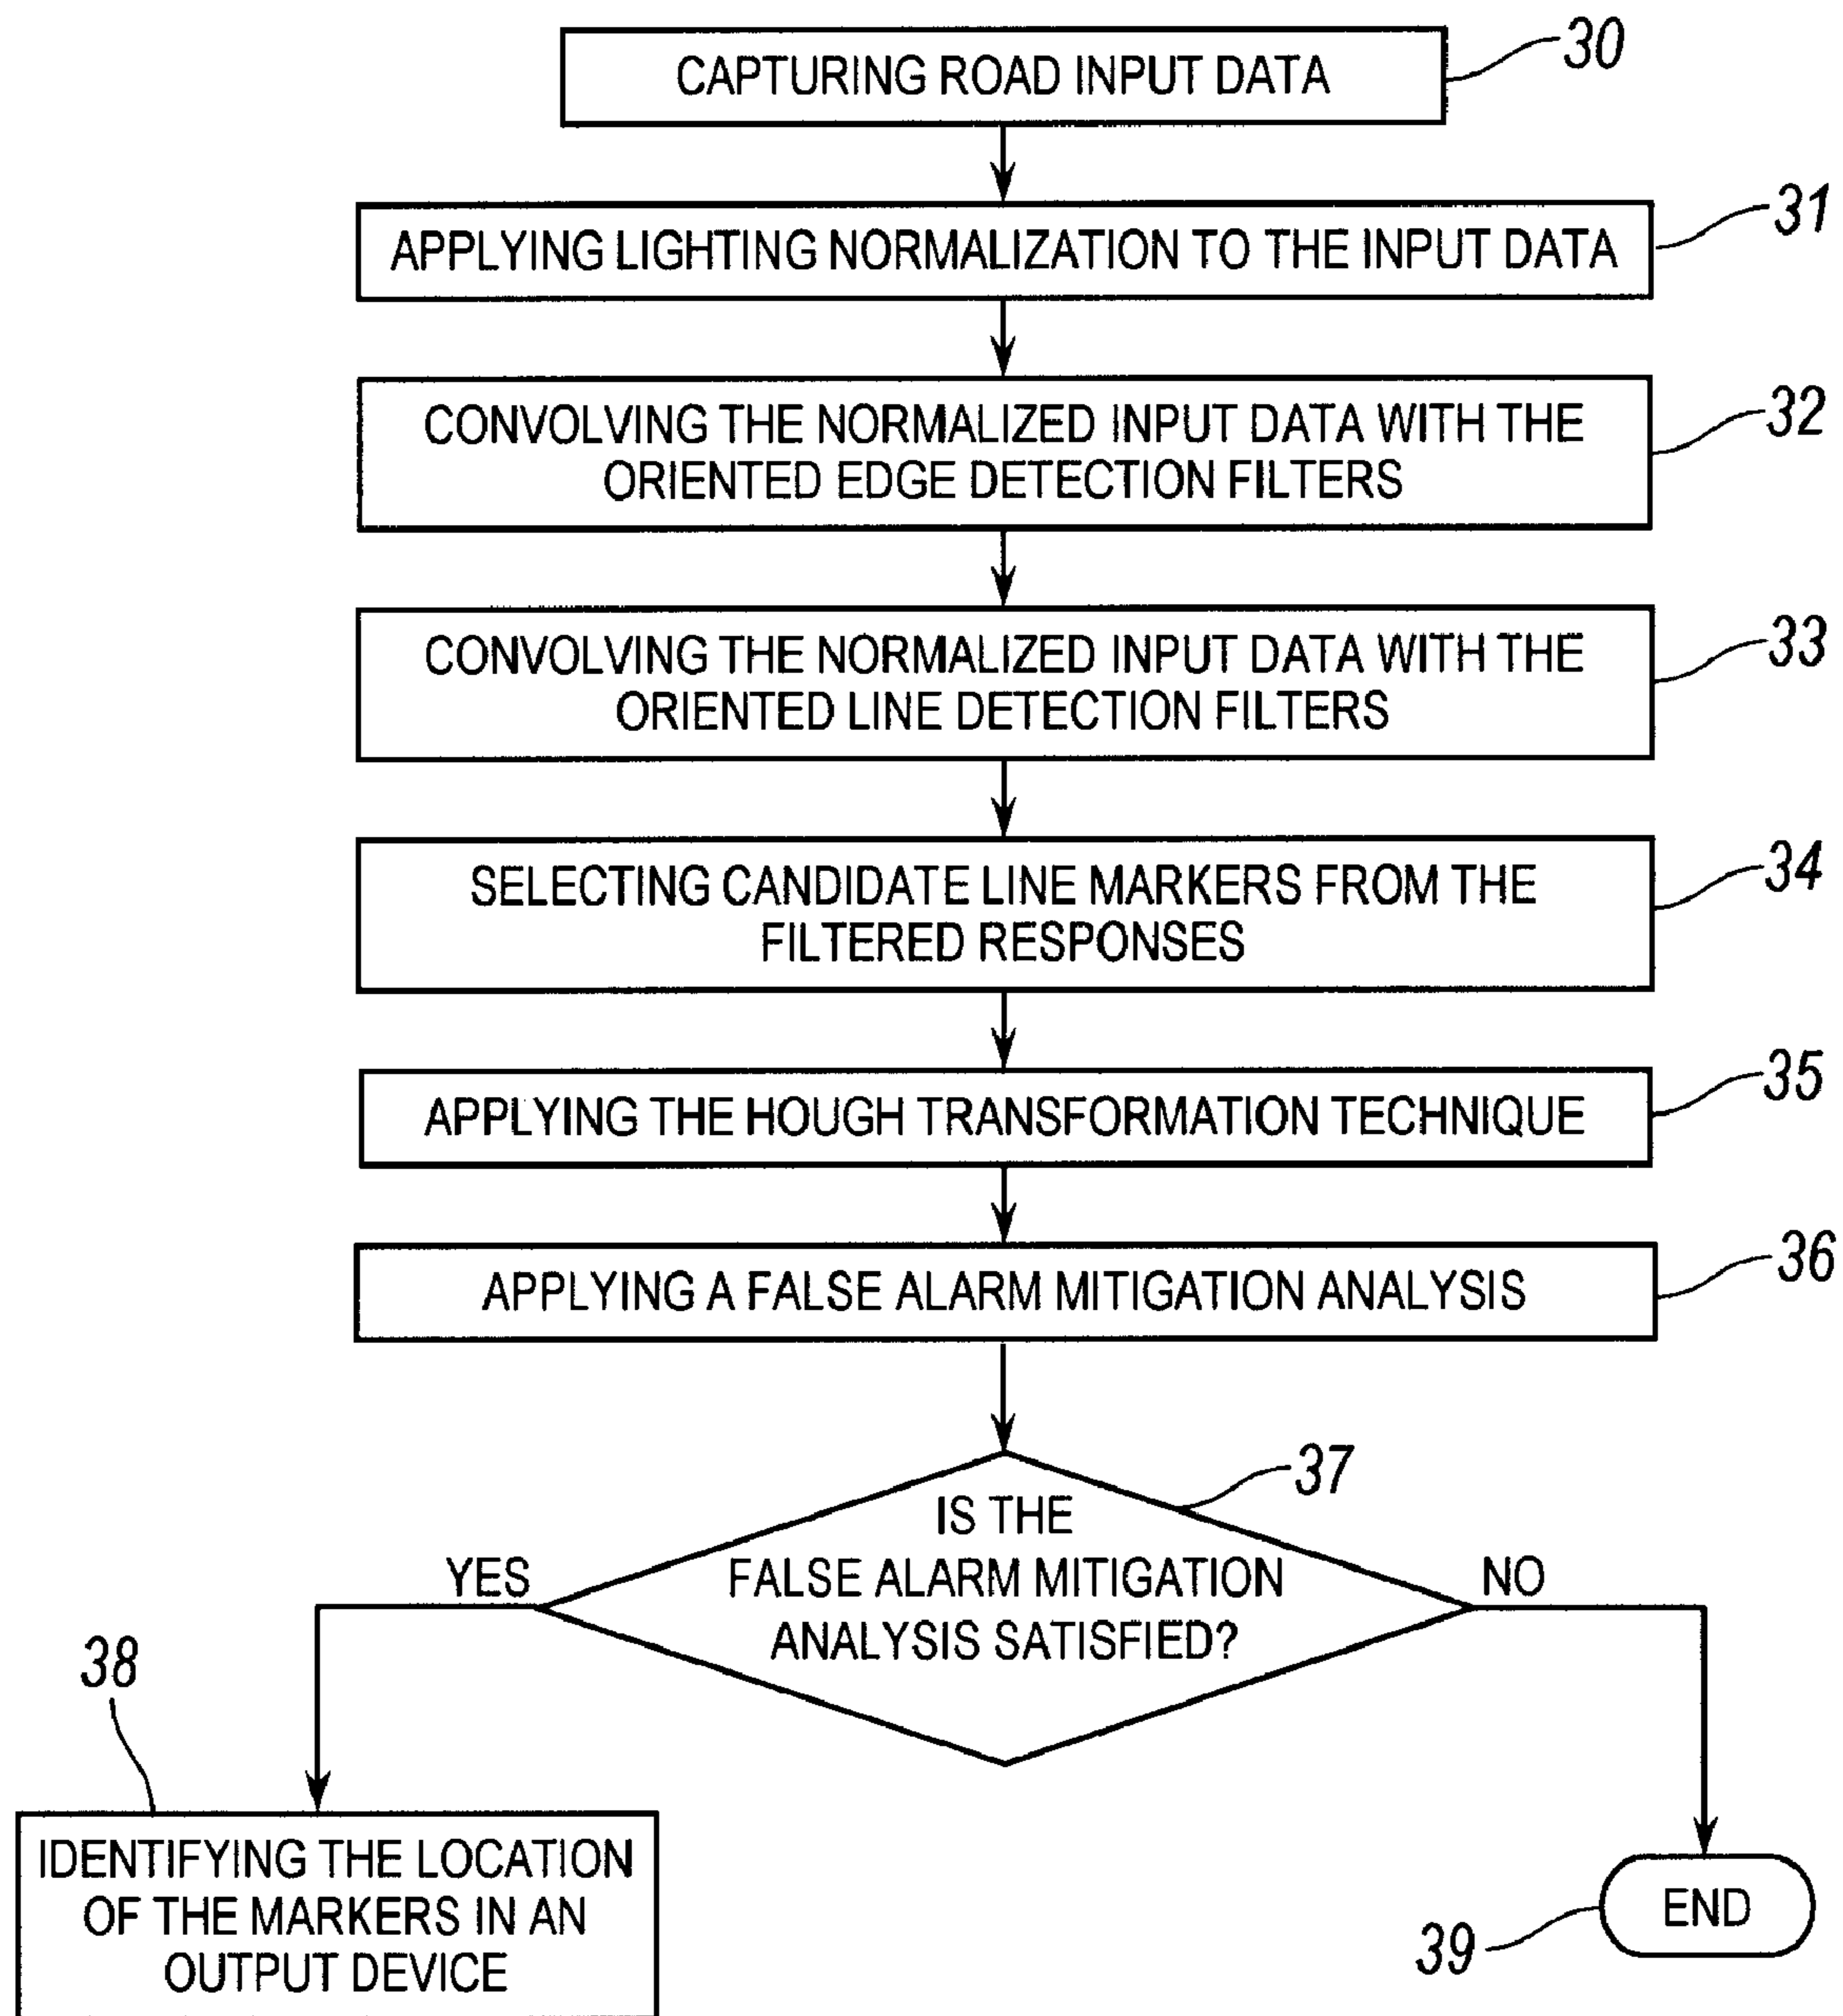 CAPTURING ROAD INPUT DATA
30
APPLYING LIGHTING NORMALIZATION TO THE INPUT DATA
31
CONVOLVING THE NORMALIZED INPUT DATA WITH THE
ORIENTED EDGE DETECTION FILTERS
32
CONVOLVING THE NORMALIZED INPUT DATA WITH THE
ORIENTED LINE DETECTION FILTERS
33
SELECTING CANDIDATE LINE MARKERS FROM THE
FILTERED RESPONSES
34
APPLYING THE HOUGH TRANSFORMATION TECHNIQUE
35
APPLYING A FALSE ALARM MITIGATION ANALYSIS
36
37
IS THE
FALSE ALARM MITIGATION
ANALYSIS SATISFIED?
YES
NO
38
IDENTIFYING THE LOCATION
OF THE MARKERS IN AN
OUTPUT DEVICE
END
39